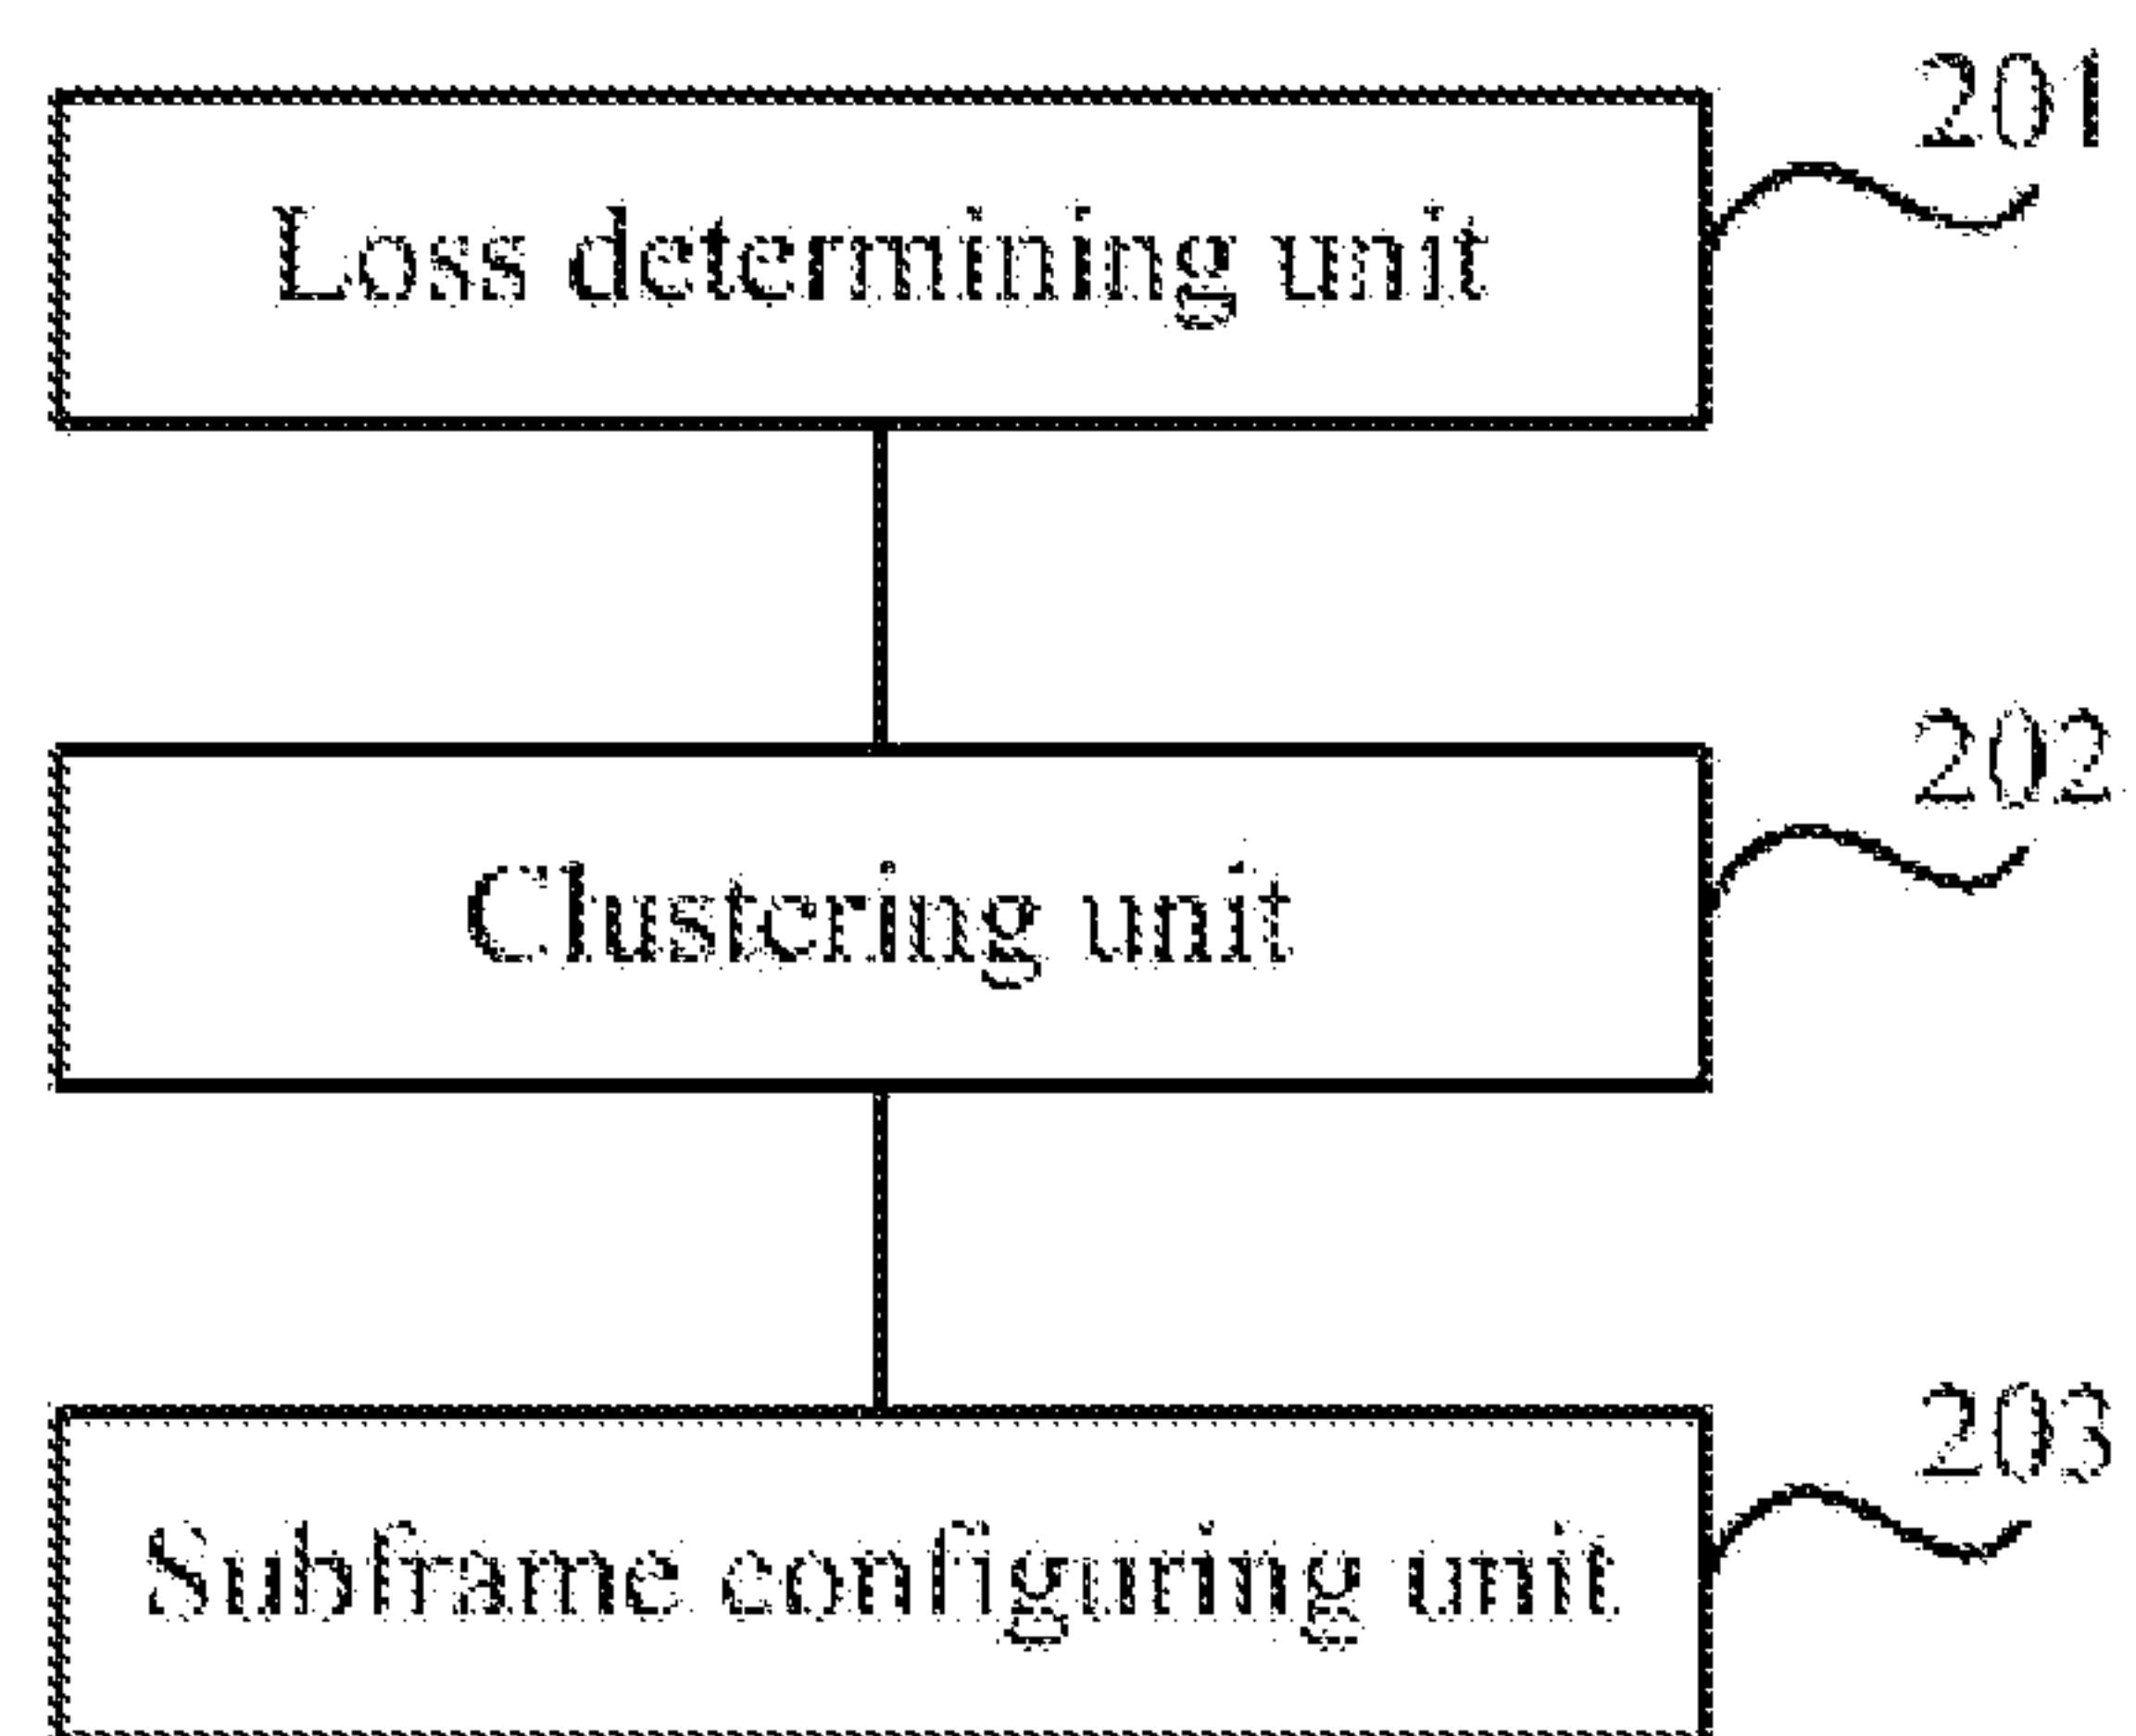 201
Loss determining unit
202
Clustering unit
203
Subframe configuring unit